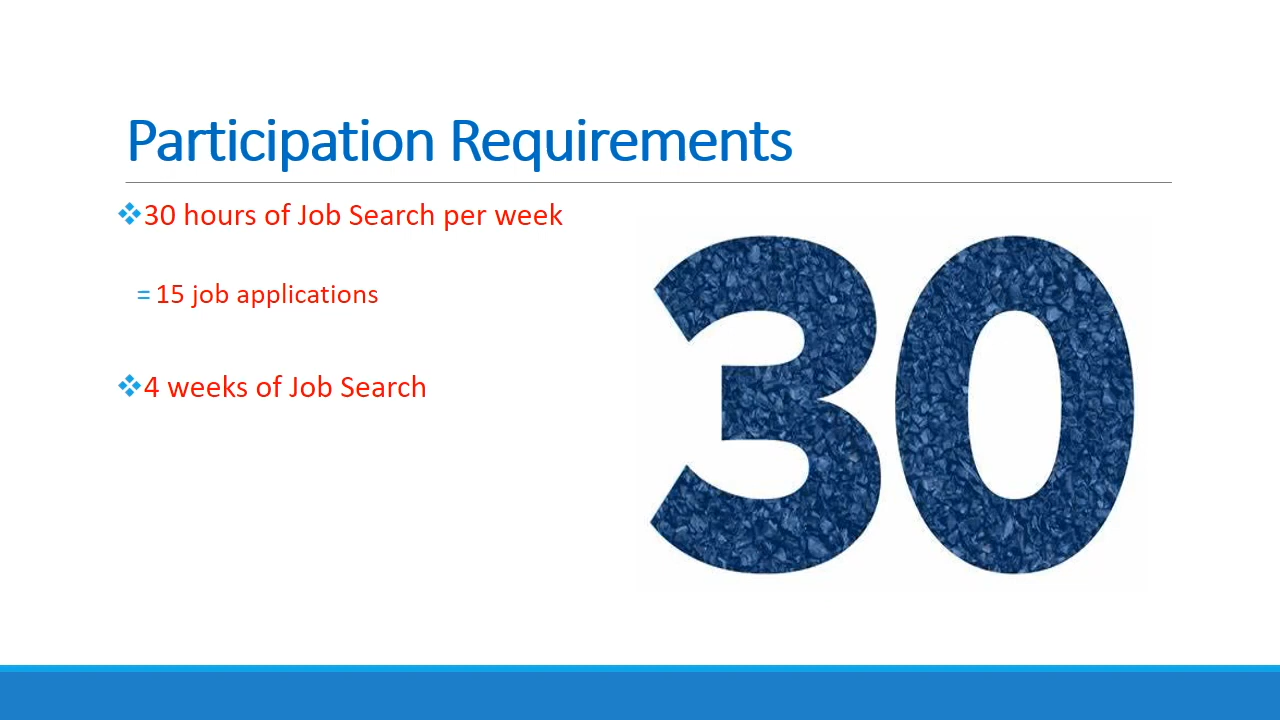 Participation Requirements
❖30 hours of Job Search per week
= 15 job applications
❖4 weeks of Job Search
30